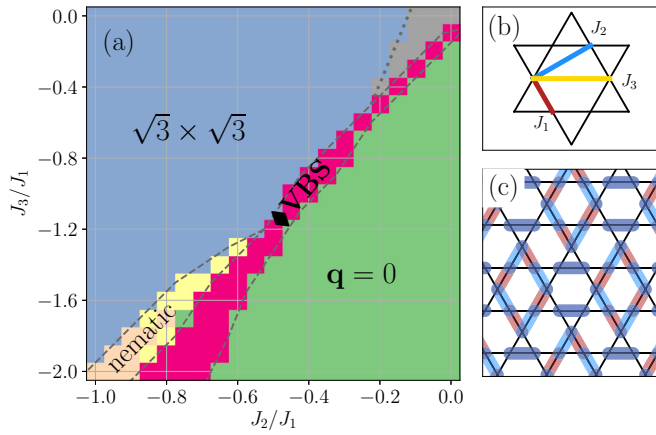 (a)
√3 × √3
VBS
q = 0
nematic
0.0
−0.4
−0.8
−1.2
−1.6
−2.0
J₃/J₁
−1.0
−0.8
−0.6
−0.4
−0.2
0.0
J₂/J₁
(b)
J₂
J₃
J₁
(c)